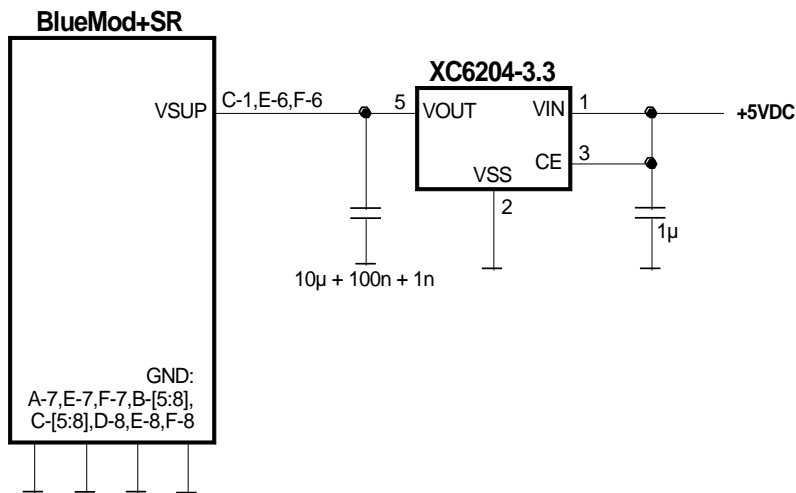 BlueMod+SR
XC6204-3.3
VSUP
C-1,E-6,F-6
5
VOUT
VIN
1
+5VDC
CE
3
VSS
2
1µ
10µ + 100n + 1n
GND:
A-7,E-7,F-7,B-[5:8],
C-[5:8],D-8,E-8,F-8